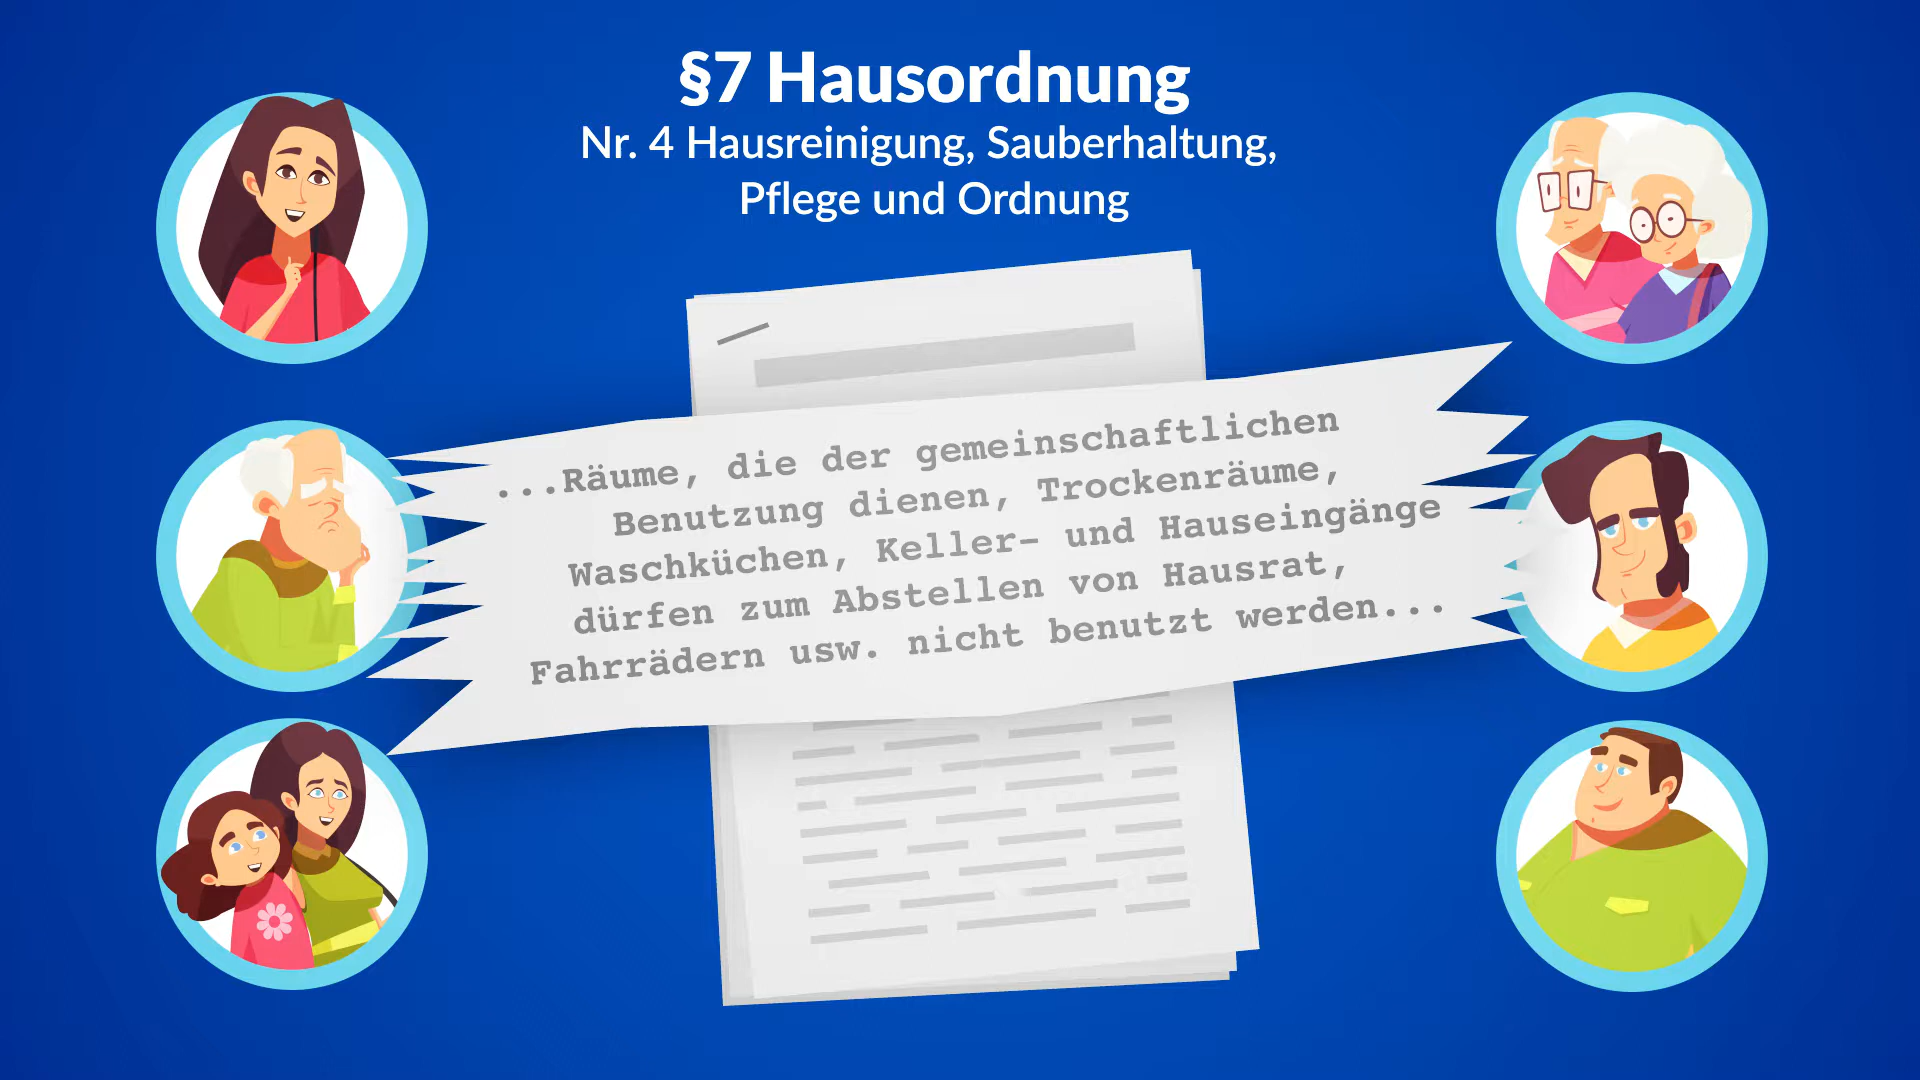 §7 Hausordnung
Nr. 4 Hausreinigung, Sauberhaltung,
Pflege und Ordnung
...Räume, die der gemeinschaftlichen
Benutzung dienen, Trockenräume,
Waschküchen, Keller- und Hauseingänge
dürfen zum Abstellen von Hausrat,
Fahrrädern usw. nicht benutzt werden...